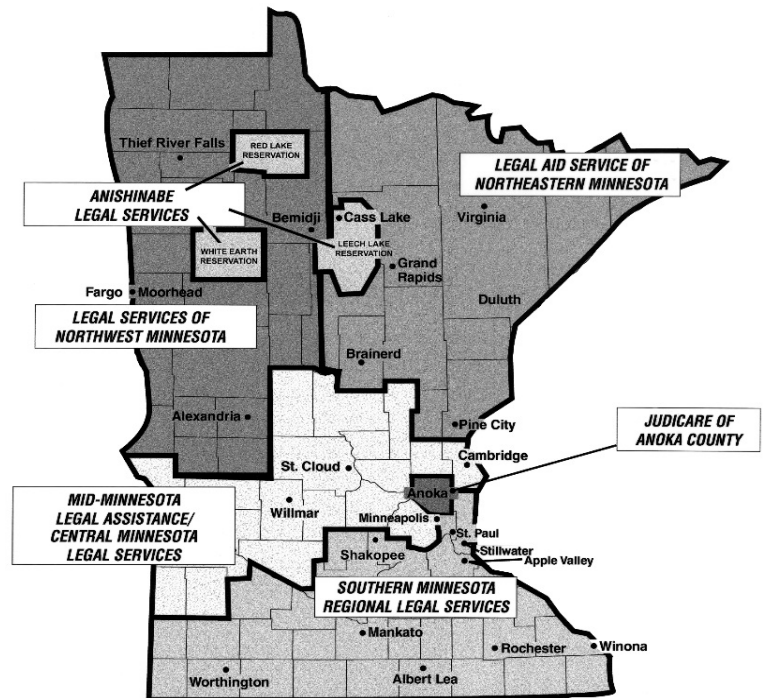 Thief River Falls
RED LAKE
RESERVATION
LEGAL AID SERVICE OF
NORTHEASTERN MINNESOTA
ANISHINABE
LEGAL SERVICES
Bemidji
Cass Lake
Virginia
WHITE EARTH
RESERVATION
LEECH LAKE
RESERVATION
Grand
Rapids
Fargo
Moorhead
Duluth
LEGAL SERVICES OF
NORTHWEST MINNESOTA
Brainerd
Alexandria
Pine City
JUDICARE OF
ANOKA COUNTY
Cambridge
St. Cloud
Anoka
MID-MINNESOTA
LEGAL ASSISTANCE/
CENTRAL MINNESOTA
LEGAL SERVICES
Willmar
Minneapolis
St. Paul
Stillwater
Shakopee
Apple Valley
SOUTHERN MINNESOTA
REGIONAL LEGAL SERVICES
Mankato
Rochester
Winona
Worthington
Albert Lea